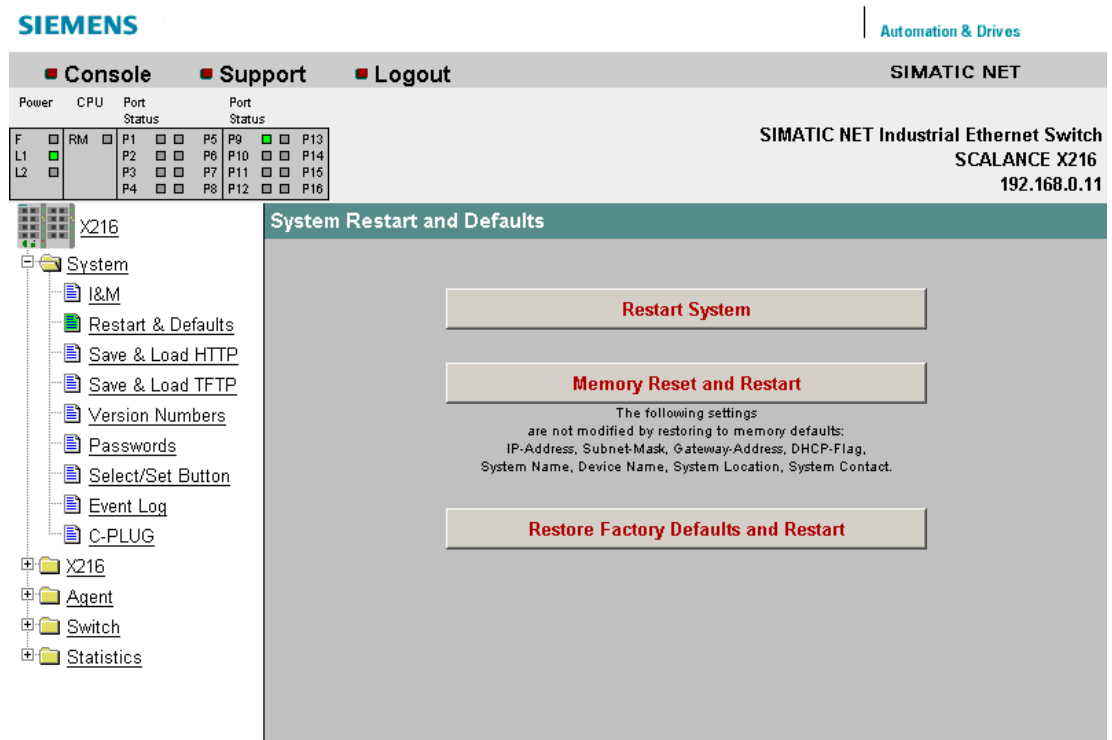 SIEMENS
Automation & Drives
Console Support Logout SIMATIC NET
Power CPU Port Status Port Status
F RM P1 P5 P9 P13
L1 P2 P6 P10 P14
L2 P3 P7 P11 P15
P4 P8 P12 P16
SIMATIC NET Industrial Ethernet Switch
SCALANCE X216
192.168.0.11
X216
System
I&M
Restart & Defaults
Save & Load HTTP
Save & Load TFTP
Version Numbers
Passwords
Select/Set Button
Event Log
C-PLUG
X216
Agent
Switch
Statistics
System Restart and Defaults
Restart System
Memory Reset and Restart
The following settings
are not modified by restoring to memory defaults:
IP-Address, Subnet-Mask, Gateway-Address, DHCP-Flag,
System Name, Device Name, System Location, System Contact.
Restore Factory Defaults and Restart